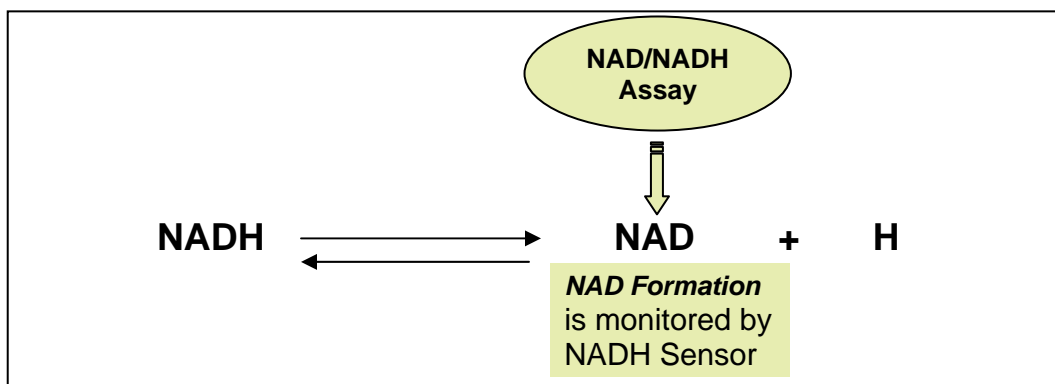 NAD/NADH
Assay
NADH NAD + H
NAD Formation
is monitored by
NADH Sensor